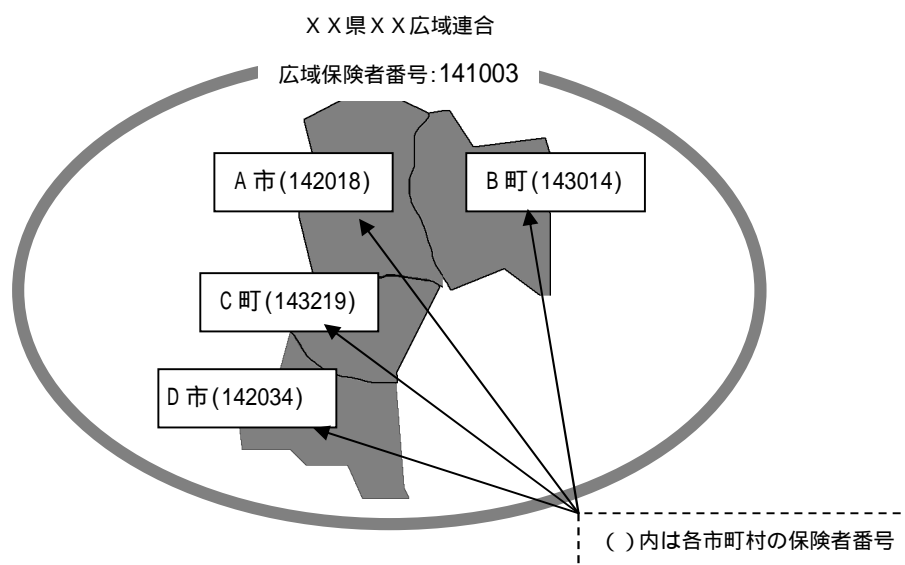 ＸＸ県ＸＸ広域連合
広域保険者番号:141003
Ａ市(142018)
Ｂ町(143014)
Ｃ町(143219)
Ｄ市(142034)
( )内は各市町村の保険者番号